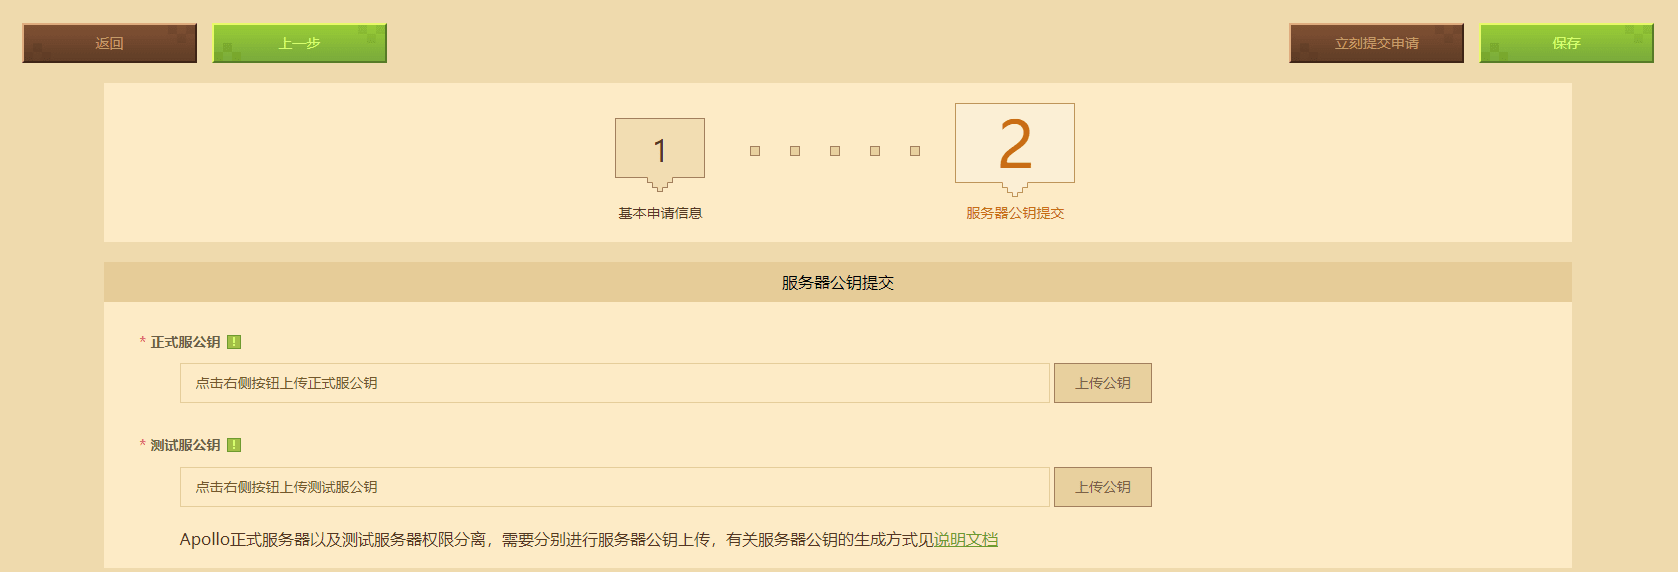 返回
上一步
立刻提交申请
保存
1
2
基本申请信息
服务器公钥提交
服务器公钥提交
* 正式服公钥 !
点击右侧按钮上传正式服公钥
上传公钥
* 测试服公钥 !
点击右侧按钮上传测试服公钥
上传公钥
Apollo正式服务器以及测试服务器权限分离，需要分别进行服务器公钥上传，有关服务器公钥的生成方式见说明文档